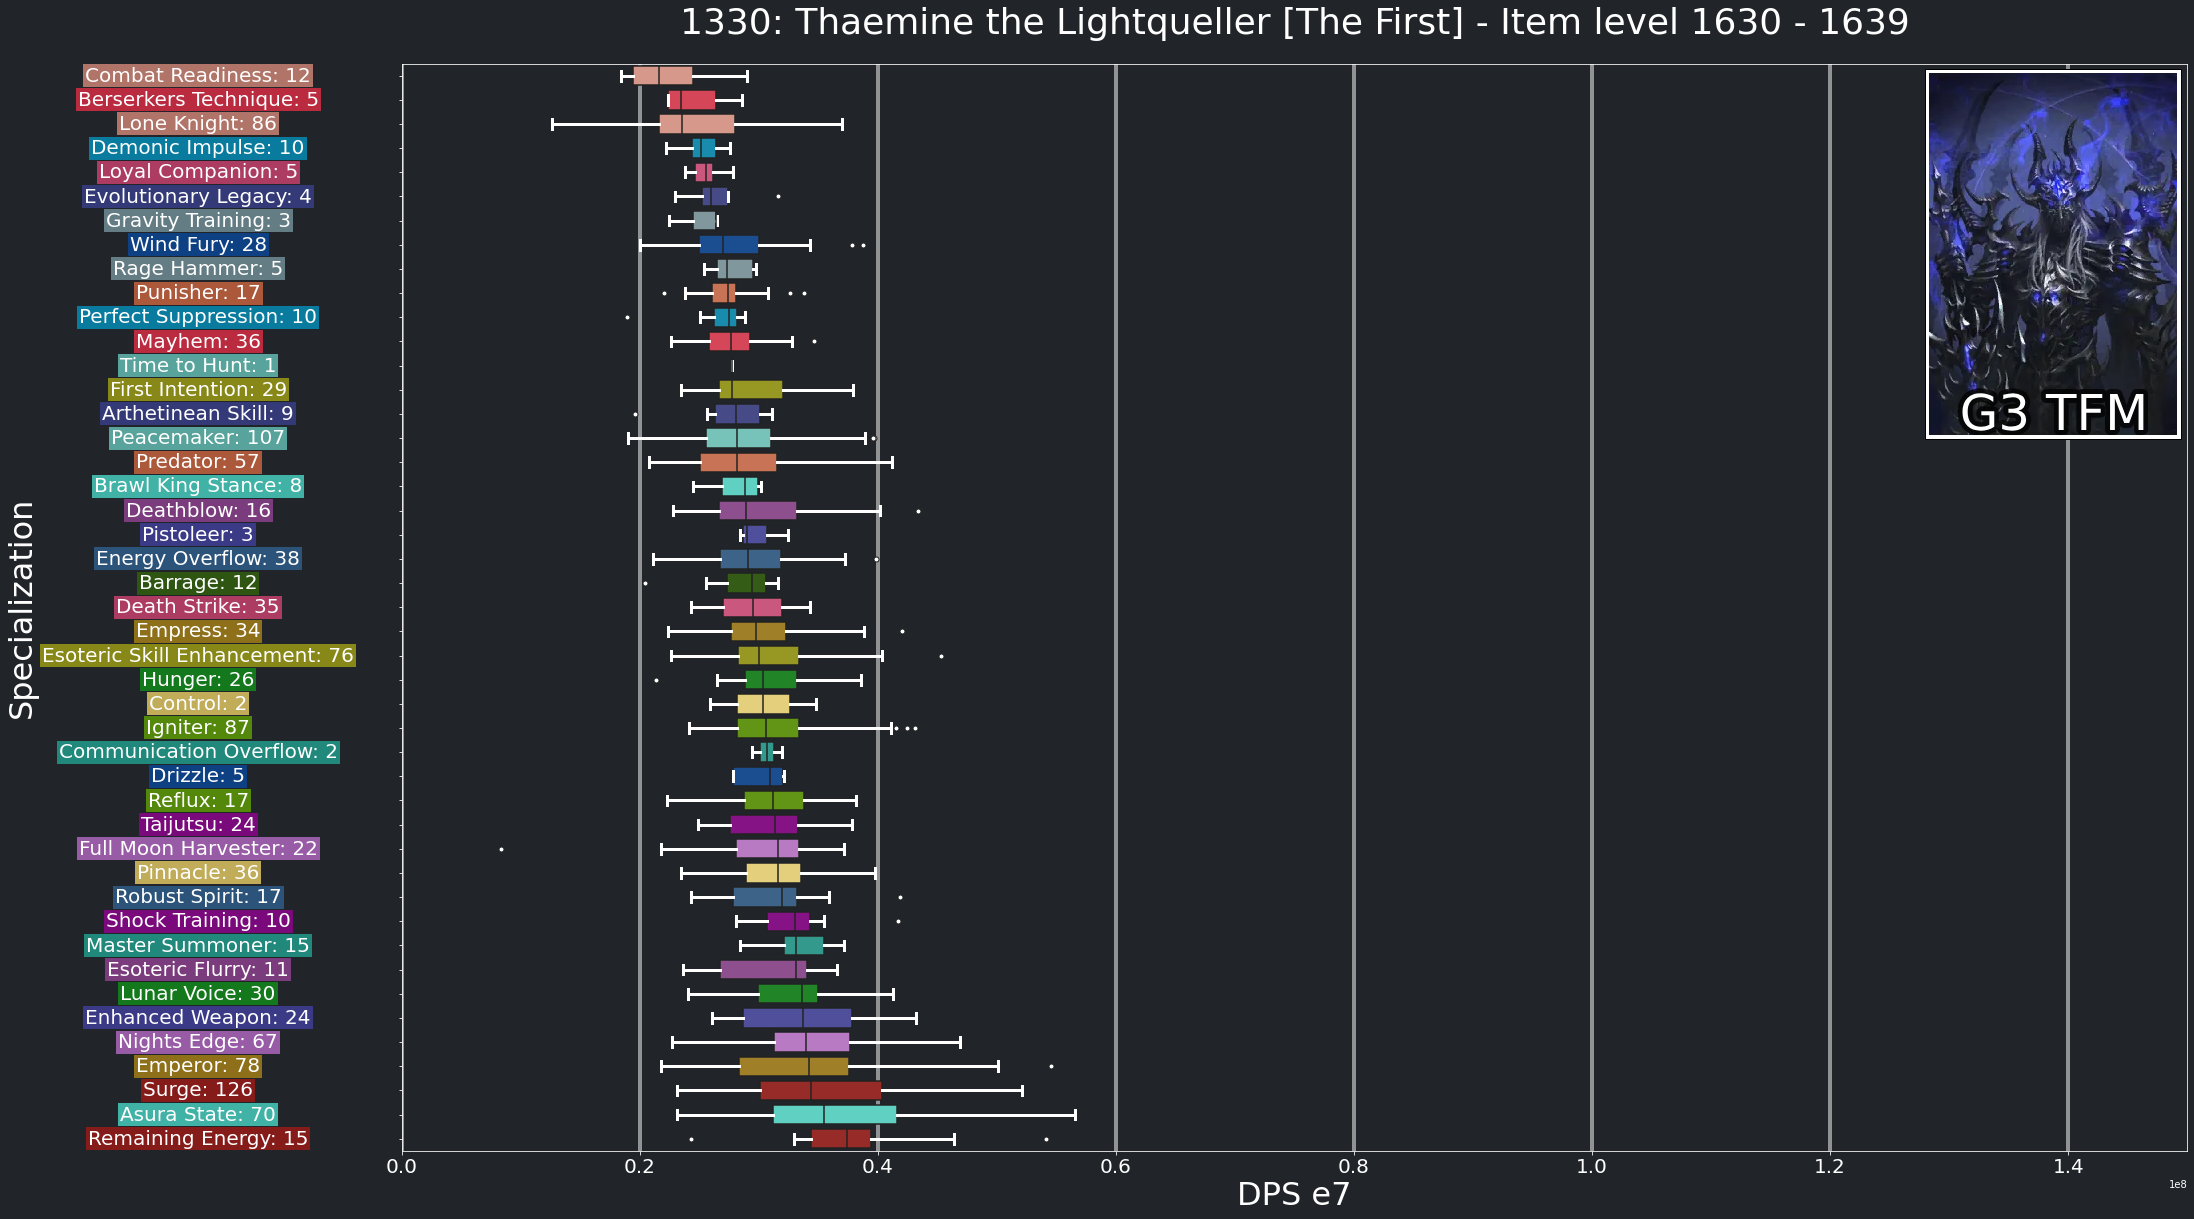 1330: Thaemine the Lightqueller [The First] - Item level 1630 - 1639
Combat Readiness: 12
Berserkers Technique: 5
Lone Knight: 86
Demonic Impulse: 10
Loyal Companion: 5
Evolutionary Legacy: 4
Gravity Training: 3
Wind Fury: 28
Rage Hammer: 5
Punisher: 17
Perfect Suppression: 10
Mayhem: 36
Time to Hunt: 1
First Intention: 29
Arthetinean Skill: 9
Peacemaker: 107
Predator: 57
Brawl King Stance: 8
Deathblow: 16
Pistoleer: 3
Energy Overflow: 38
Barrage: 12
Death Strike: 35
Empress: 34
Esoteric Skill Enhancement: 76
Hunger: 26
Control: 2
Igniter: 87
Communication Overflow: 2
Drizzle: 5
Reflux: 17
Taijutsu: 24
Full Moon Harvester: 22
Pinnacle: 36
Robust Spirit: 17
Shock Training: 10
Master Summoner: 15
Esoteric Flurry: 11
Lunar Voice: 30
Enhanced Weapon: 24
Nights Edge: 67
Emperor: 78
Surge: 126
Asura State: 70
Remaining Energy: 15
Specialization
G3 TFM
0.0 0.2 0.4 0.6 0.8 1.0 1.2 1.4
DPS e7
1e8